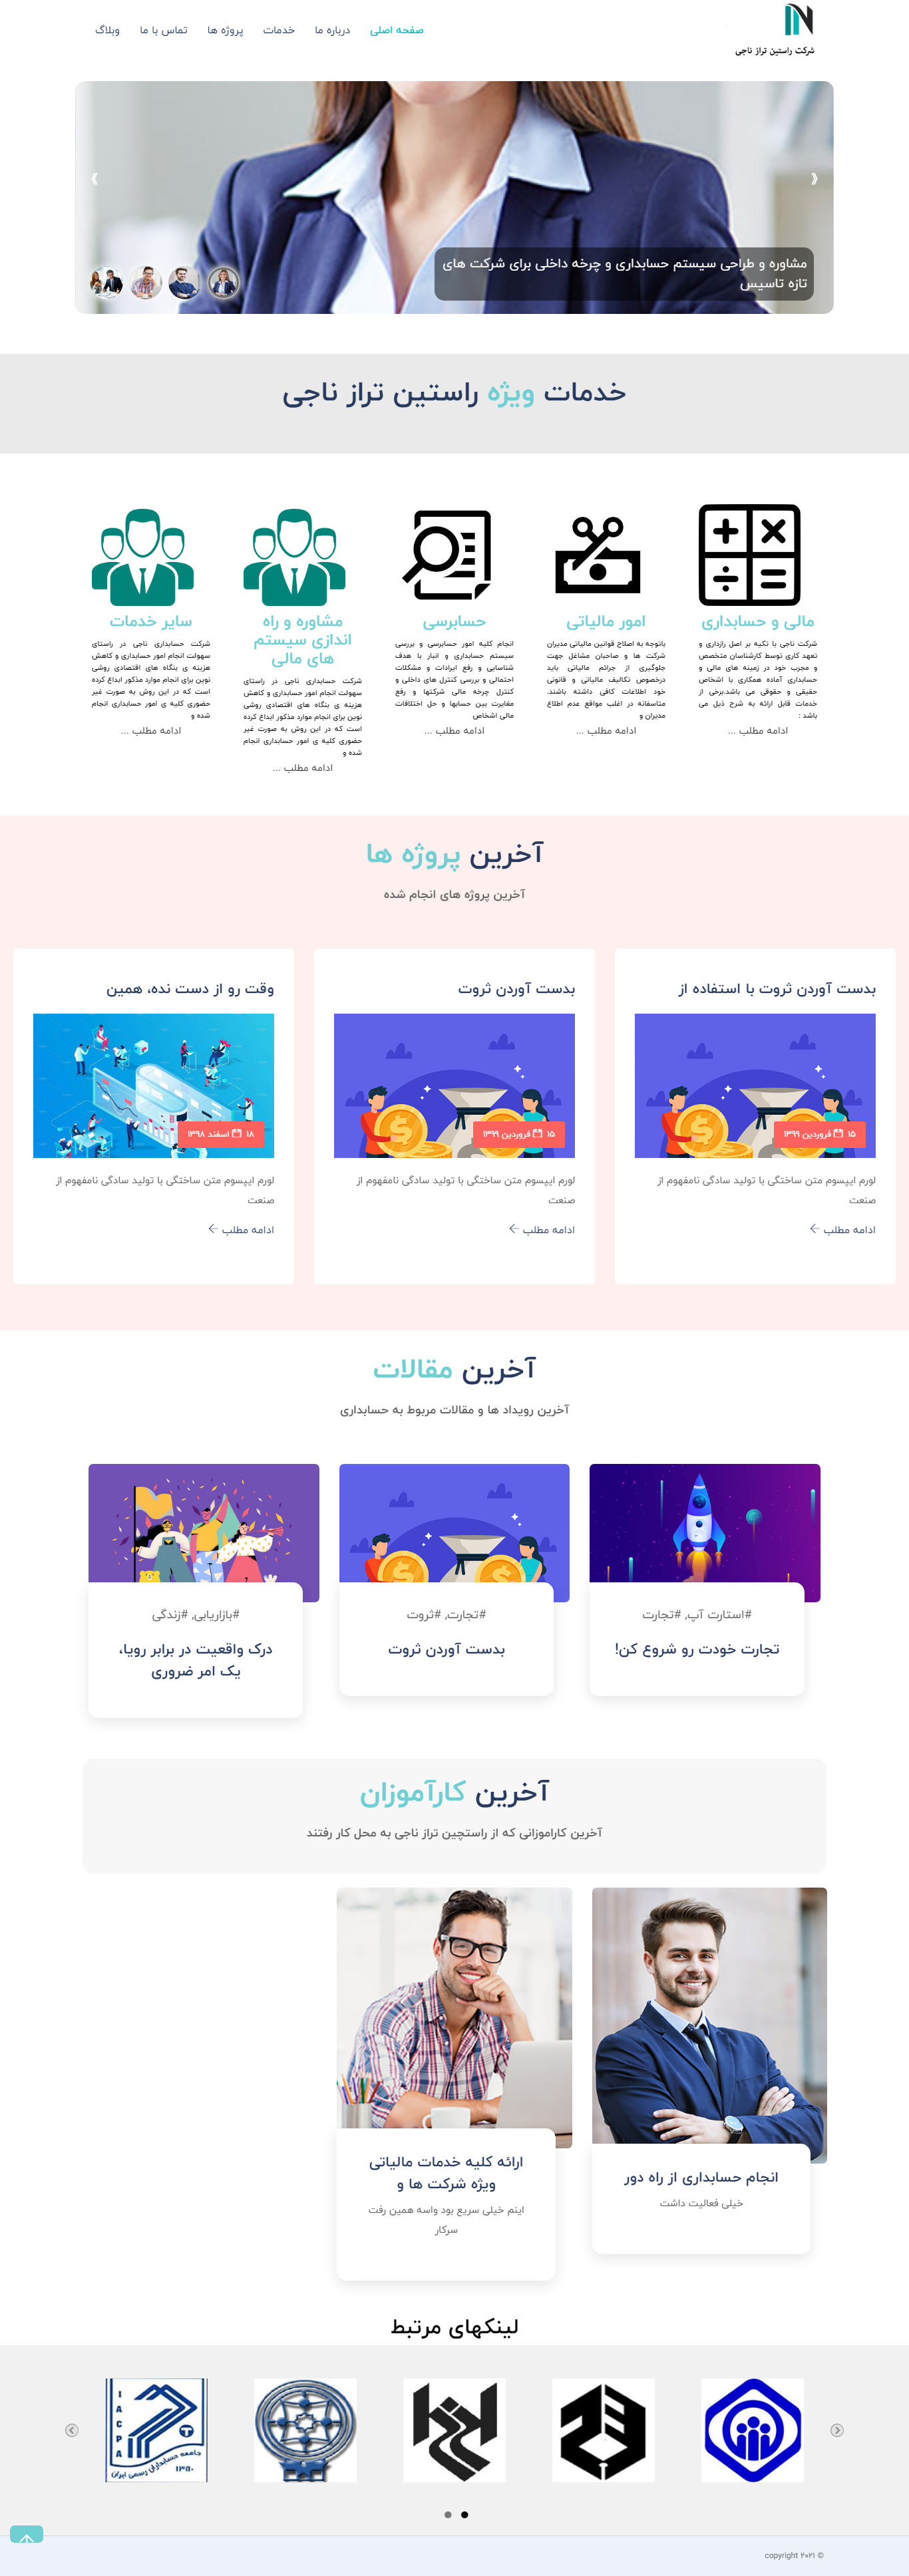 شرکت راستین تراز ناجی
صفحه اصلی
درباره ما
خدمات
پروژه ها
تماس با ما
وبلاگ
مشاوره و طراحی سیستم حسابداری و چرخه داخلی برای شرکت های
تازه تاسیس
خدمات ویژه راستین تراز ناجی
مالی و حسابداری
شرکت ناجی با تکیه بر اصل رازداری و
تعهد کاری توسط کارشناسان متخصص
و مجرب خود در زمینه های مالی و
حسابداری آماده همکاری با اشخاص
حقیقی و حقوقی می باشد.برخی از
خدمات قابل ارائه به شرح ذیل می
باشد :
ادامه مطلب ...
امور مالیاتی
باتوجه به اصلاح قوانین مالیاتی مدیران
شرکت ها و صاحبان مشاغل جهت
جلوگیری از جرائم مالیاتی باید
درخصوص تکالیف مالیاتی و قانونی
خود اطلاعات کافی داشته باشند.
متاسفانه در اغلب مواقع عدم اطلاع
مدیران و
ادامه مطلب ...
حسابرسی
انجام کلیه امور حسابرسی و بررسی
سیستم حسابداری و انبار با هدف
شناسایی و رفع ایرادات و مشکلات
احتمالی و بررسی کنترل های داخلی و
کنترل چرخه مالی شرکتها و رفع
مغایرت بین حسابها و حل اختلافات
مالی اشخاص
ادامه مطلب ...
مشاوره و راه
اندازی سیستم
های مالی
شرکت حسابداری ناجی در راستای
سهولت انجام امور حسابداری و کاهش
هزینه ی بنگاه های اقتصادی روشی
نوین برای انجام موارد مذکور ابداع کرده
است که در این روش به صورت غیر
حضوری کلیه ی امور حسابداری انجام
شده و
ادامه مطلب ...
سایر خدمات
شرکت حسابداری ناجی در راستای
سهولت انجام امور حسابداری و کاهش
هزینه ی بنگاه های اقتصادی روشی
نوین برای انجام موارد مذکور ابداع کرده
است که در این روش به صورت غیر
حضوری کلیه ی امور حسابداری انجام
شده و
ادامه مطلب ...
آخرین پروژه ها
آخرین پروژه های انجام شده
بدست آوردن ثروت با استفاده از
۱۵ فروردین ۱۳۹۹
لورم ایپسوم متن ساختگی با تولید سادگی نامفهوم از
صنعت
ادامه مطلب
بدست آوردن ثروت
۱۵ فروردین ۱۳۹۹
لورم ایپسوم متن ساختگی با تولید سادگی نامفهوم از
صنعت
ادامه مطلب
وقت رو از دست نده، همین
۱۸ اسفند ۱۳۹۸
لورم ایپسوم متن ساختگی با تولید سادگی نامفهوم از
صنعت
ادامه مطلب
آخرین مقالات
آخرین رویداد ها و مقالات مربوط به حسابداری
#استارت آپ, #تجارت
تجارت خودت رو شروع کن!
#تجارت, #ثروت
بدست آوردن ثروت
#بازاریابی, #زندگی
درک واقعیت در برابر رویا،
یک امر ضروری
آخرین کارآموزان
آخرین کاراموزانی که از راستچین تراز ناجی به محل کار رفتند
انجام حسابداری از راه دور
خیلی فعالیت داشت
ارائه کلیه خدمات مالیاتی
ویژه شرکت ها و
اینم خیلی سریع بود واسه همین رفت
سرکار
لینکهای مرتبط
IACPA
جامعه حسابداران رسمی ایران
۱۳۸۰
copyright ۲۰۲۱ ©